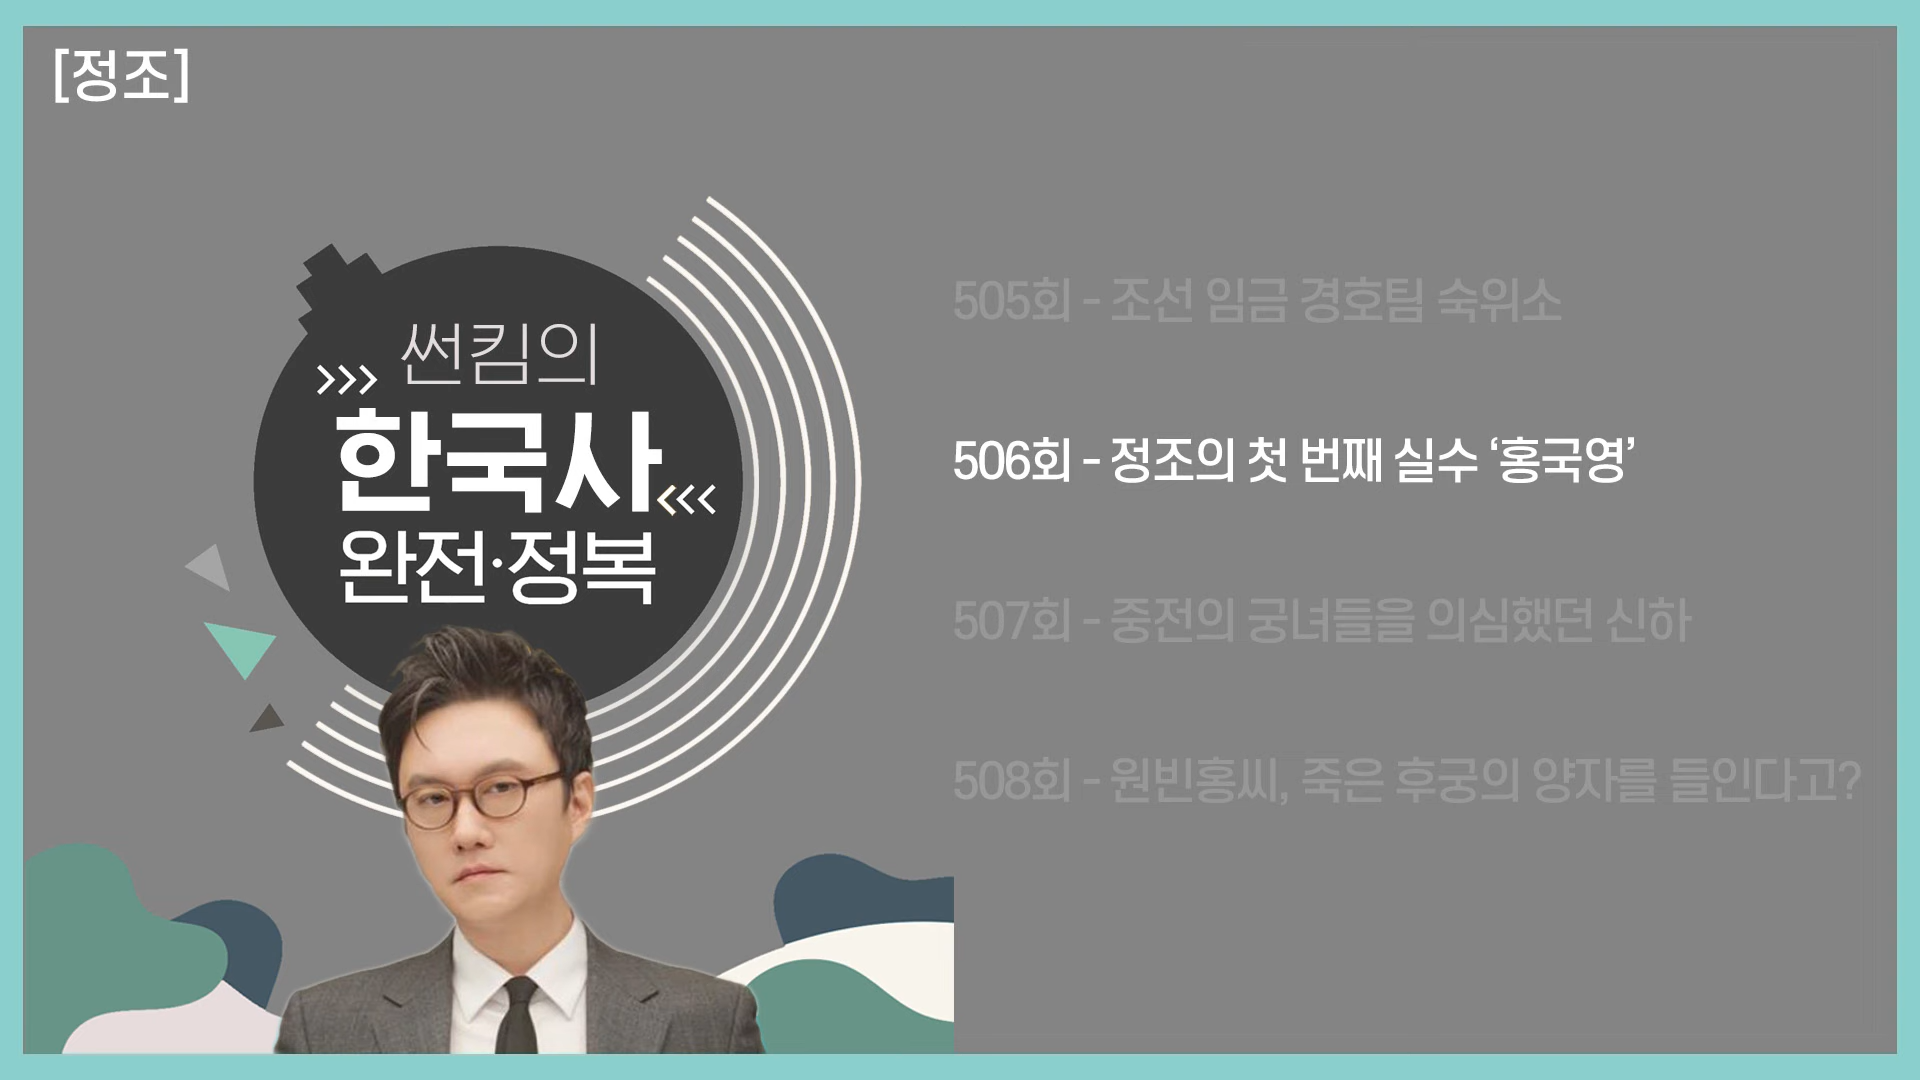 [정조]
썬킴의
한국사
완전·정복
505회 - 조선 임금 경호팀 숙위소
506회 - 정조의 첫 번째 실수 ‘홍국영’
507회 - 중전의 궁녀들을 의심했던 신하
508회 - 원빈홍씨, 죽은 후궁의 양자를 들인다고?